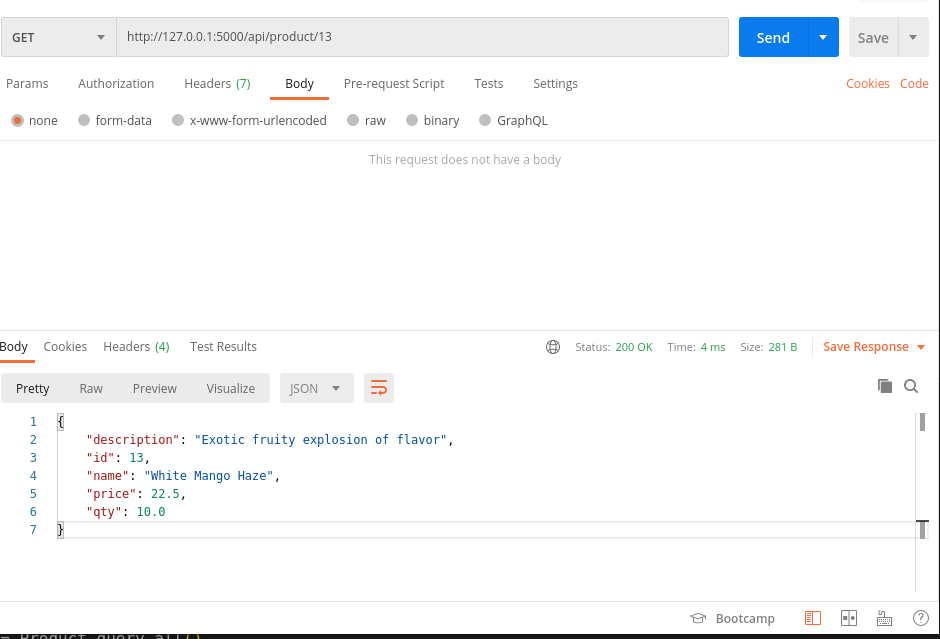 GET http://127.0.0.1:5000/api/product/13 Send Save
Params Authorization Headers (7) Body Pre-request Script Tests Settings Cookies Code
none form-data x-www-form-urlencoded raw binary GraphQL
This request does not have a body
Body Cookies Headers (4) Test Results Status: 200 OK Time: 4 ms Size: 281 B Save Response
Pretty Raw Preview Visualize JSON
1 {
2 "description": "Exotic fruity explosion of flavor",
3 "id": 13,
4 "name": "White Mango Haze",
5 "price": 22.5,
6 "qty": 10.0
7 }
Bootcamp ?
= Product.query.all()